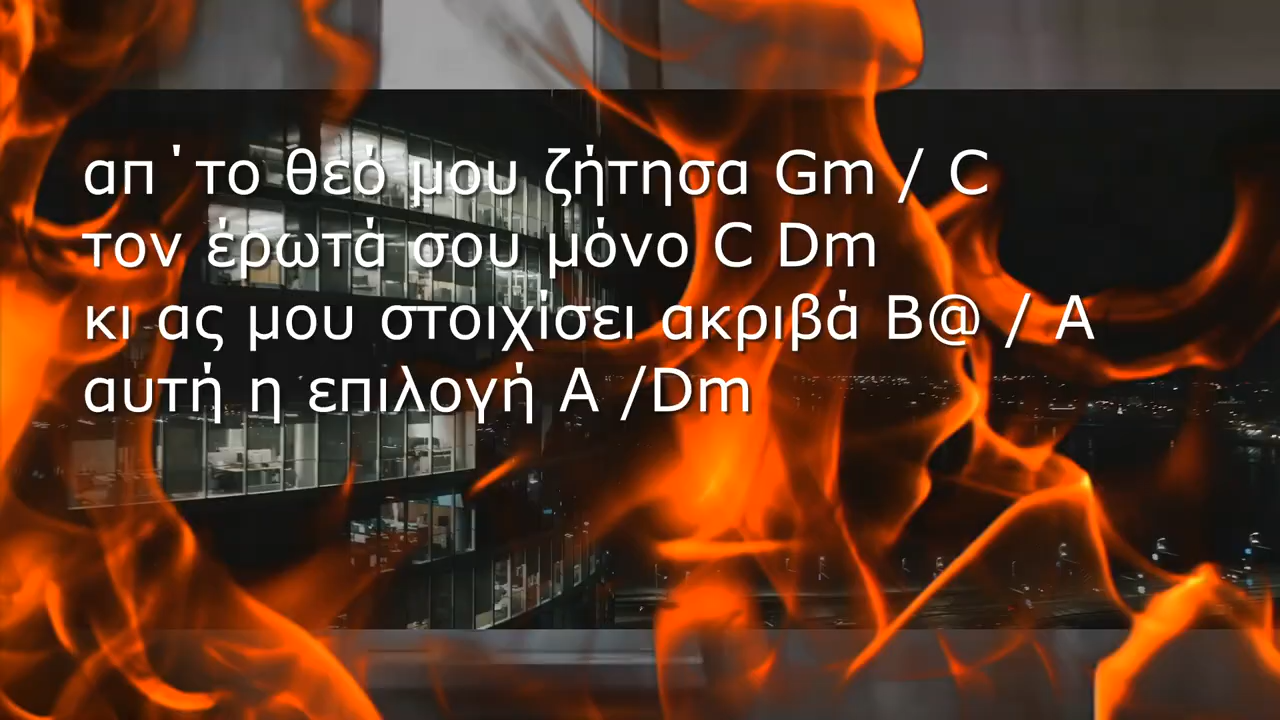 απ΄το θεό μου ζήτησα Gm / C
τον έρωτά σου μόνο C Dm
κι ας μου στοιχίσει ακριβά B@ / A
αυτή η επιλογή A /Dm